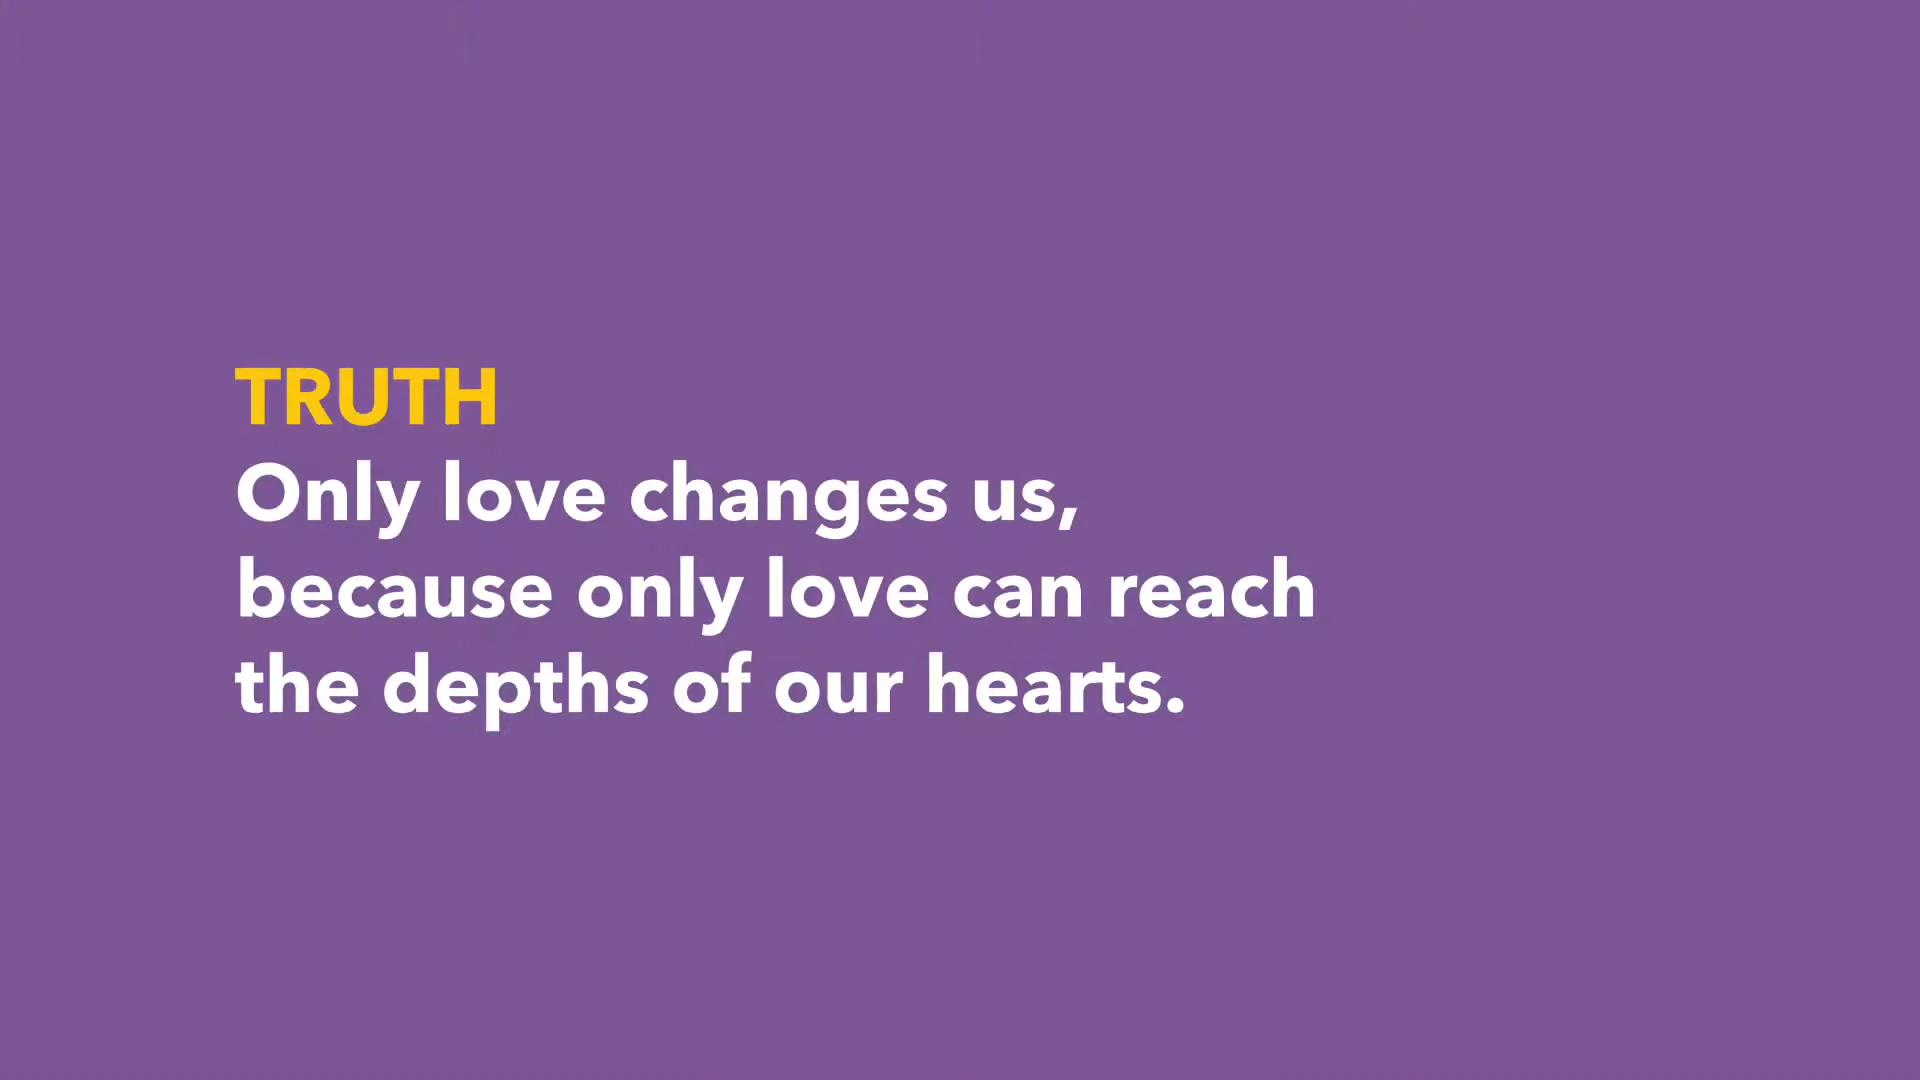 TRUTH
Only love changes us,
because only love can reach
the depths of our hearts.